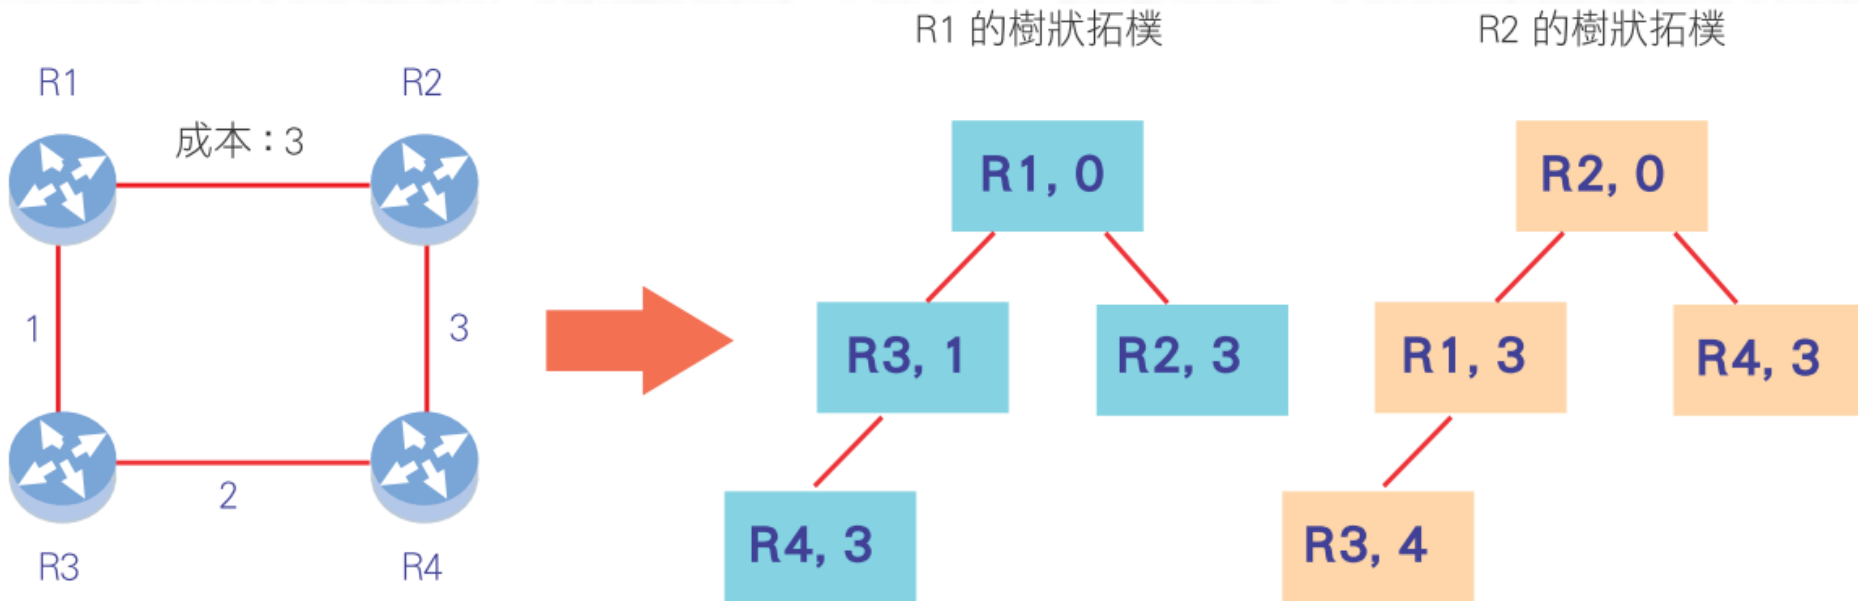 R1
R2
成本：3
1
3
2
R3
R4
R1 的樹狀拓樸
R1, 0
R3, 1
R2, 3
R4, 3
R2 的樹狀拓樸
R2, 0
R1, 3
R4, 3
R3, 4